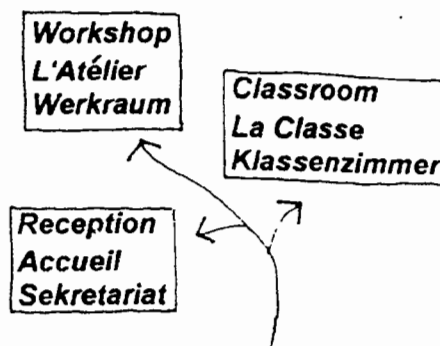 Workshop
L'Atélier
Werkraum
Classroom
La Classe
Klassenzimmer
Reception
Accueil
Sekretariat